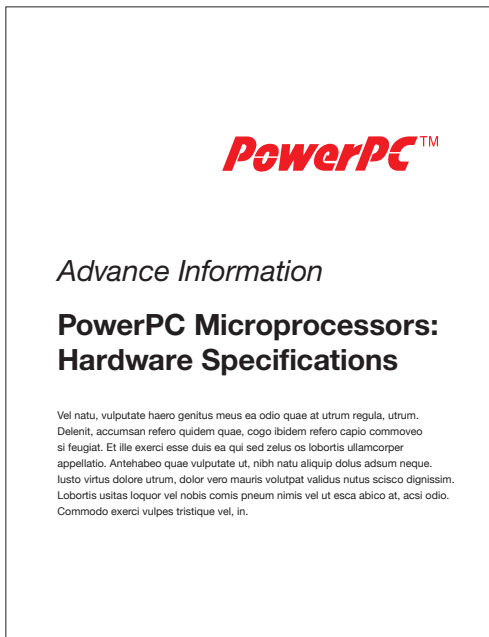 PowerPC™
Advance Information
PowerPC Microprocessors:
Hardware Specifications
Vel natu, vulputate haero genitus meus ea odio quae at utrum regula, utrum.
Delenit, accumsan refero quidem quae, cogo ibidem refero capio commoveo
si feugiat. Et ille exerci esse duis ea qui sed zelus os lobortis ullamcorper
appellatio. Antehabeo quae vulputate ut, nibh natu aliquip dolus adsum neque.
Iusto virtus dolore utrum, dolor vero mauris volutpat validus nutus scisco dignissim.
Lobortis usitas loquor vel nobis comis pneum nimis vel ut esca abico at, acsi odio.
Commodo exerci vulpes tristique vel, in.